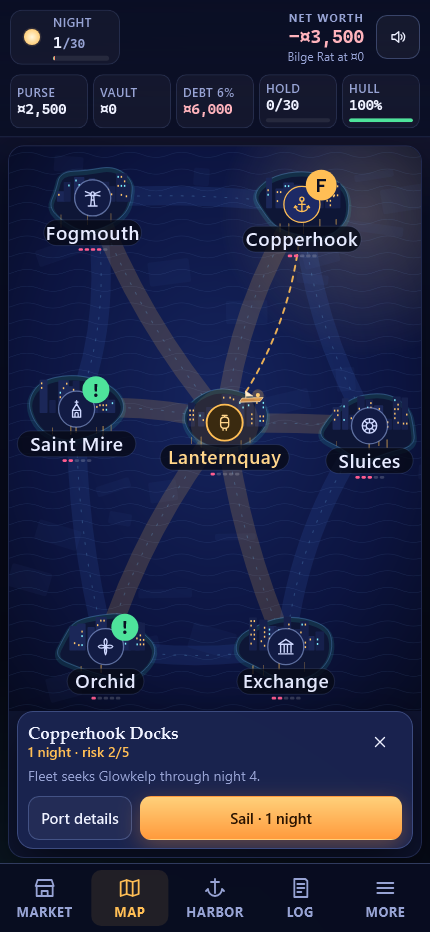 NIGHT
1/30
NET WORTH
−¤3,500
Bilge Rat at ¤0
PURSE
¤2,500
VAULT
¤0
DEBT 6%
¤6,000
HOLD
0/30
HULL
100%
F
Fogmouth
Copperhook
!
Saint Mire
Lanternquay
Sluices
!
Orchid
Exchange
Copperhook Docks
1 night · risk 2/5
Fleet seeks Glowkelp through night 4.
Port details
Sail · 1 night
MARKET
MAP
HARBOR
LOG
MORE